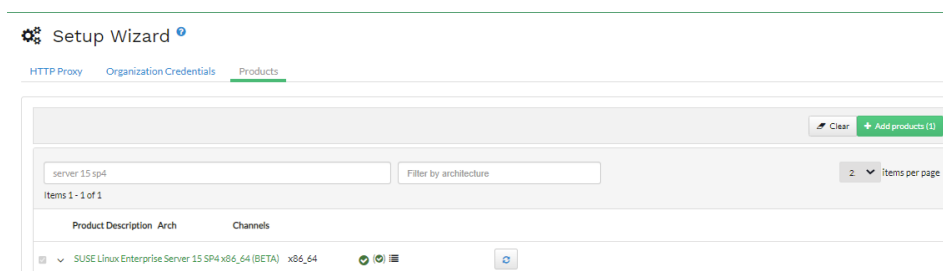 Setup Wizard ?
HTTP Proxy Organization Credentials Products
Clear + Add products (1)
server 15 sp4 Filter by architecture 2 items per page
Items 1 - 1 of 1
Product Description Arch Channels
SUSE Linux Enterprise Server 15 SP4 x86_64 (BETA) x86_64